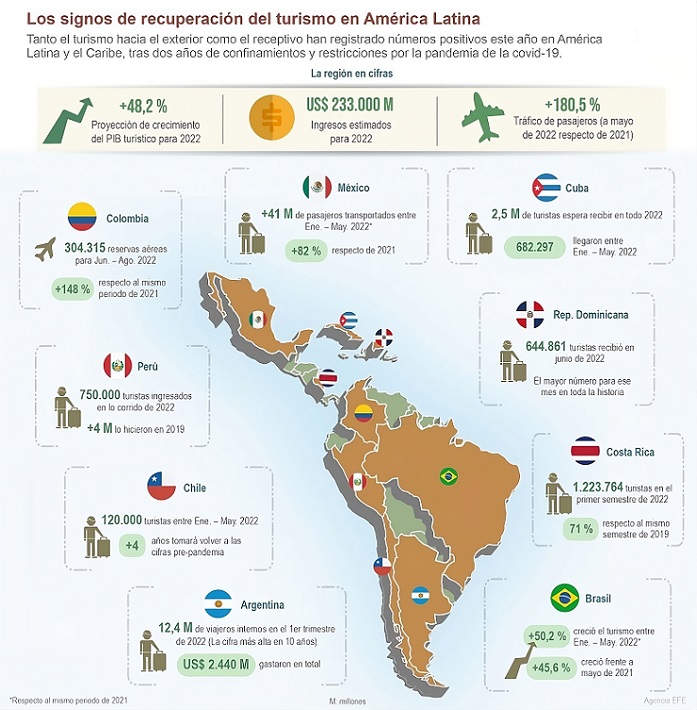 Los signos de recuperación del turismo en América Latina
Tanto el turismo hacia el exterior como el receptivo han registrado números positivos este año en América
Latina y el Caribe, tras dos años de confinamientos y restricciones por la pandemia de la covid-19.
La región en cifras
+48,2 %
Proyección de crecimiento
del PIB turístico para 2022
US$ 233.000 M
Ingresos estimados
para 2022
+180,5 %
Tráfico de pasajeros (a mayo
de 2022 respecto de 2021)
Colombia
304.315 reservas aéreas
para Jun. – Ago. 2022
+148 %
respecto al mismo
periodo de 2021
México
+41 M de pasajeros transportados entre
Ene. – May. 2022*
+82 %
respecto de 2021
Cuba
2,5 M de turistas espera recibir en todo 2022
682.297
llegaron entre
Ene. – May. 2022
Rep. Dominicana
644.861 turistas recibió en
junio de 2022
El mayor número para ese
mes en toda la historia
Perú
750.000 turistas ingresados
en lo corrido de 2022
+4 M lo hicieron en 2019
Costa Rica
1.223.764 turistas en el
primer semestre de 2022
71 %
respecto al mismo
semestre de 2019
Chile
120.000 turistas entre Ene. – May. 2022
+4
años tomará volver a las
cifras pre-pandemia
Argentina
12,4 M de viajeros internos en el 1er trimestre
de 2022 (La cifra más alta en 10 años)
US$ 2.440 M
gastaron en total
Brasil
+50,2 %
creció el turismo entre
Ene. – May. 2022*
+45,6 %
creció frente a
mayo de 2021
*Respecto al mismo periodo de 2021
M: millones
Agencia EFE